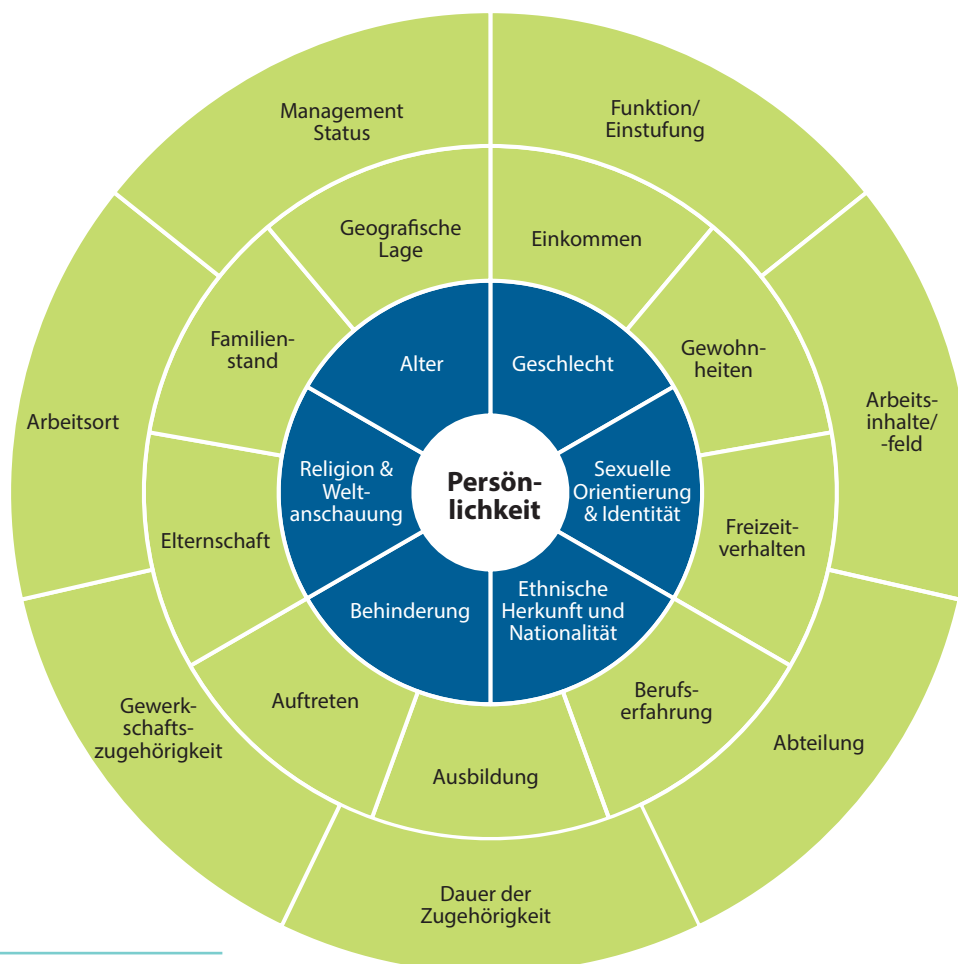 Management
Status
Funktion/
Einstufung
Geografische
Lage
Einkommen
Familien-
stand
Gewohn-
heiten
Alter
Geschlecht
Arbeitsort
Arbeits-
inhalte/
-feld
Religion &
Welt-
anschauung
Persön-
lichkeit
Sexuelle
Orientierung
& Identität
Elternschaft
Freizeit-
verhalten
Behinderung
Ethnische
Herkunft und
Nationalität
Auftreten
Berufs-
erfahrung
Gewerk-
schafts-
zugehörigkeit
Abteilung
Ausbildung
Dauer der
Zugehörigkeit